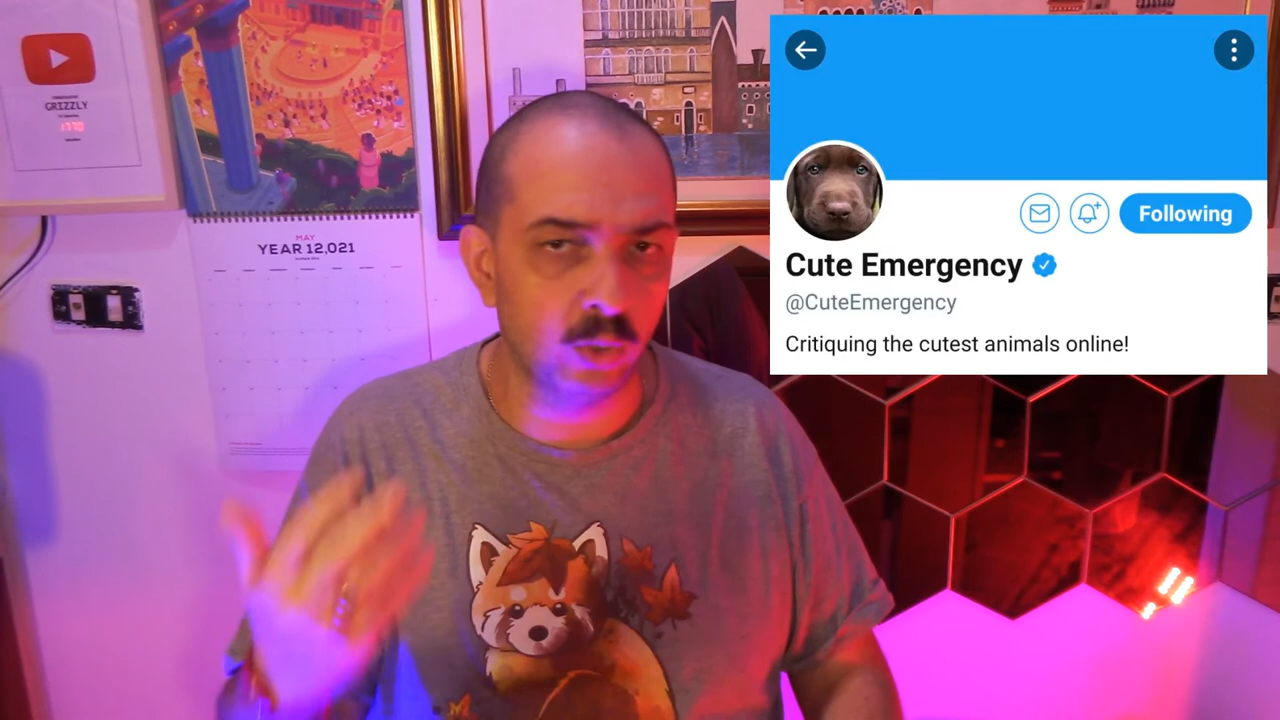 GRIZZLY
MAY
YEAR 12,021
Cute Emergency
@CuteEmergency
Critiquing the cutest animals online!
Following